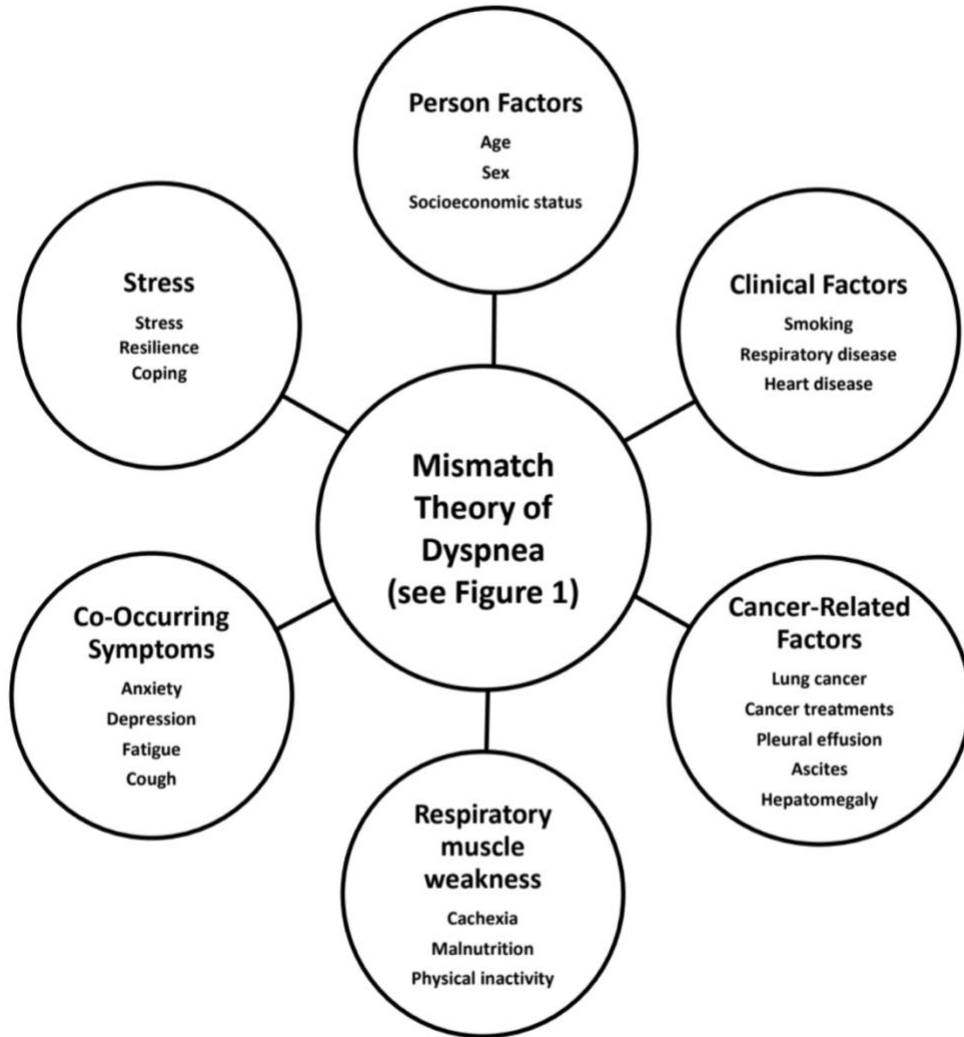 Person Factors
Age
Sex
Socioeconomic status
Clinical Factors
Smoking
Respiratory disease
Heart disease
Cancer-Related
Factors
Lung cancer
Cancer treatments
Pleural effusion
Ascites
Hepatomegaly
Respiratory
muscle
weakness
Cachexia
Malnutrition
Physical inactivity
Co-Occurring
Symptoms
Anxiety
Depression
Fatigue
Cough
Stress
Stress
Resilience
Coping
Mismatch
Theory of
Dyspnea
(see Figure 1)